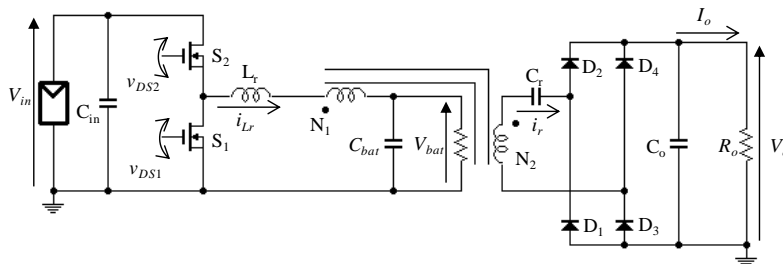 I_o
S_2
L_r
C_r
D_2
D_4
v_DS2
V_in
C_in
i_Lr
N_1
i_r
S_1
C_bat
V_bat
N_2
C_o
R_o
v_DS1
D_1
D_3